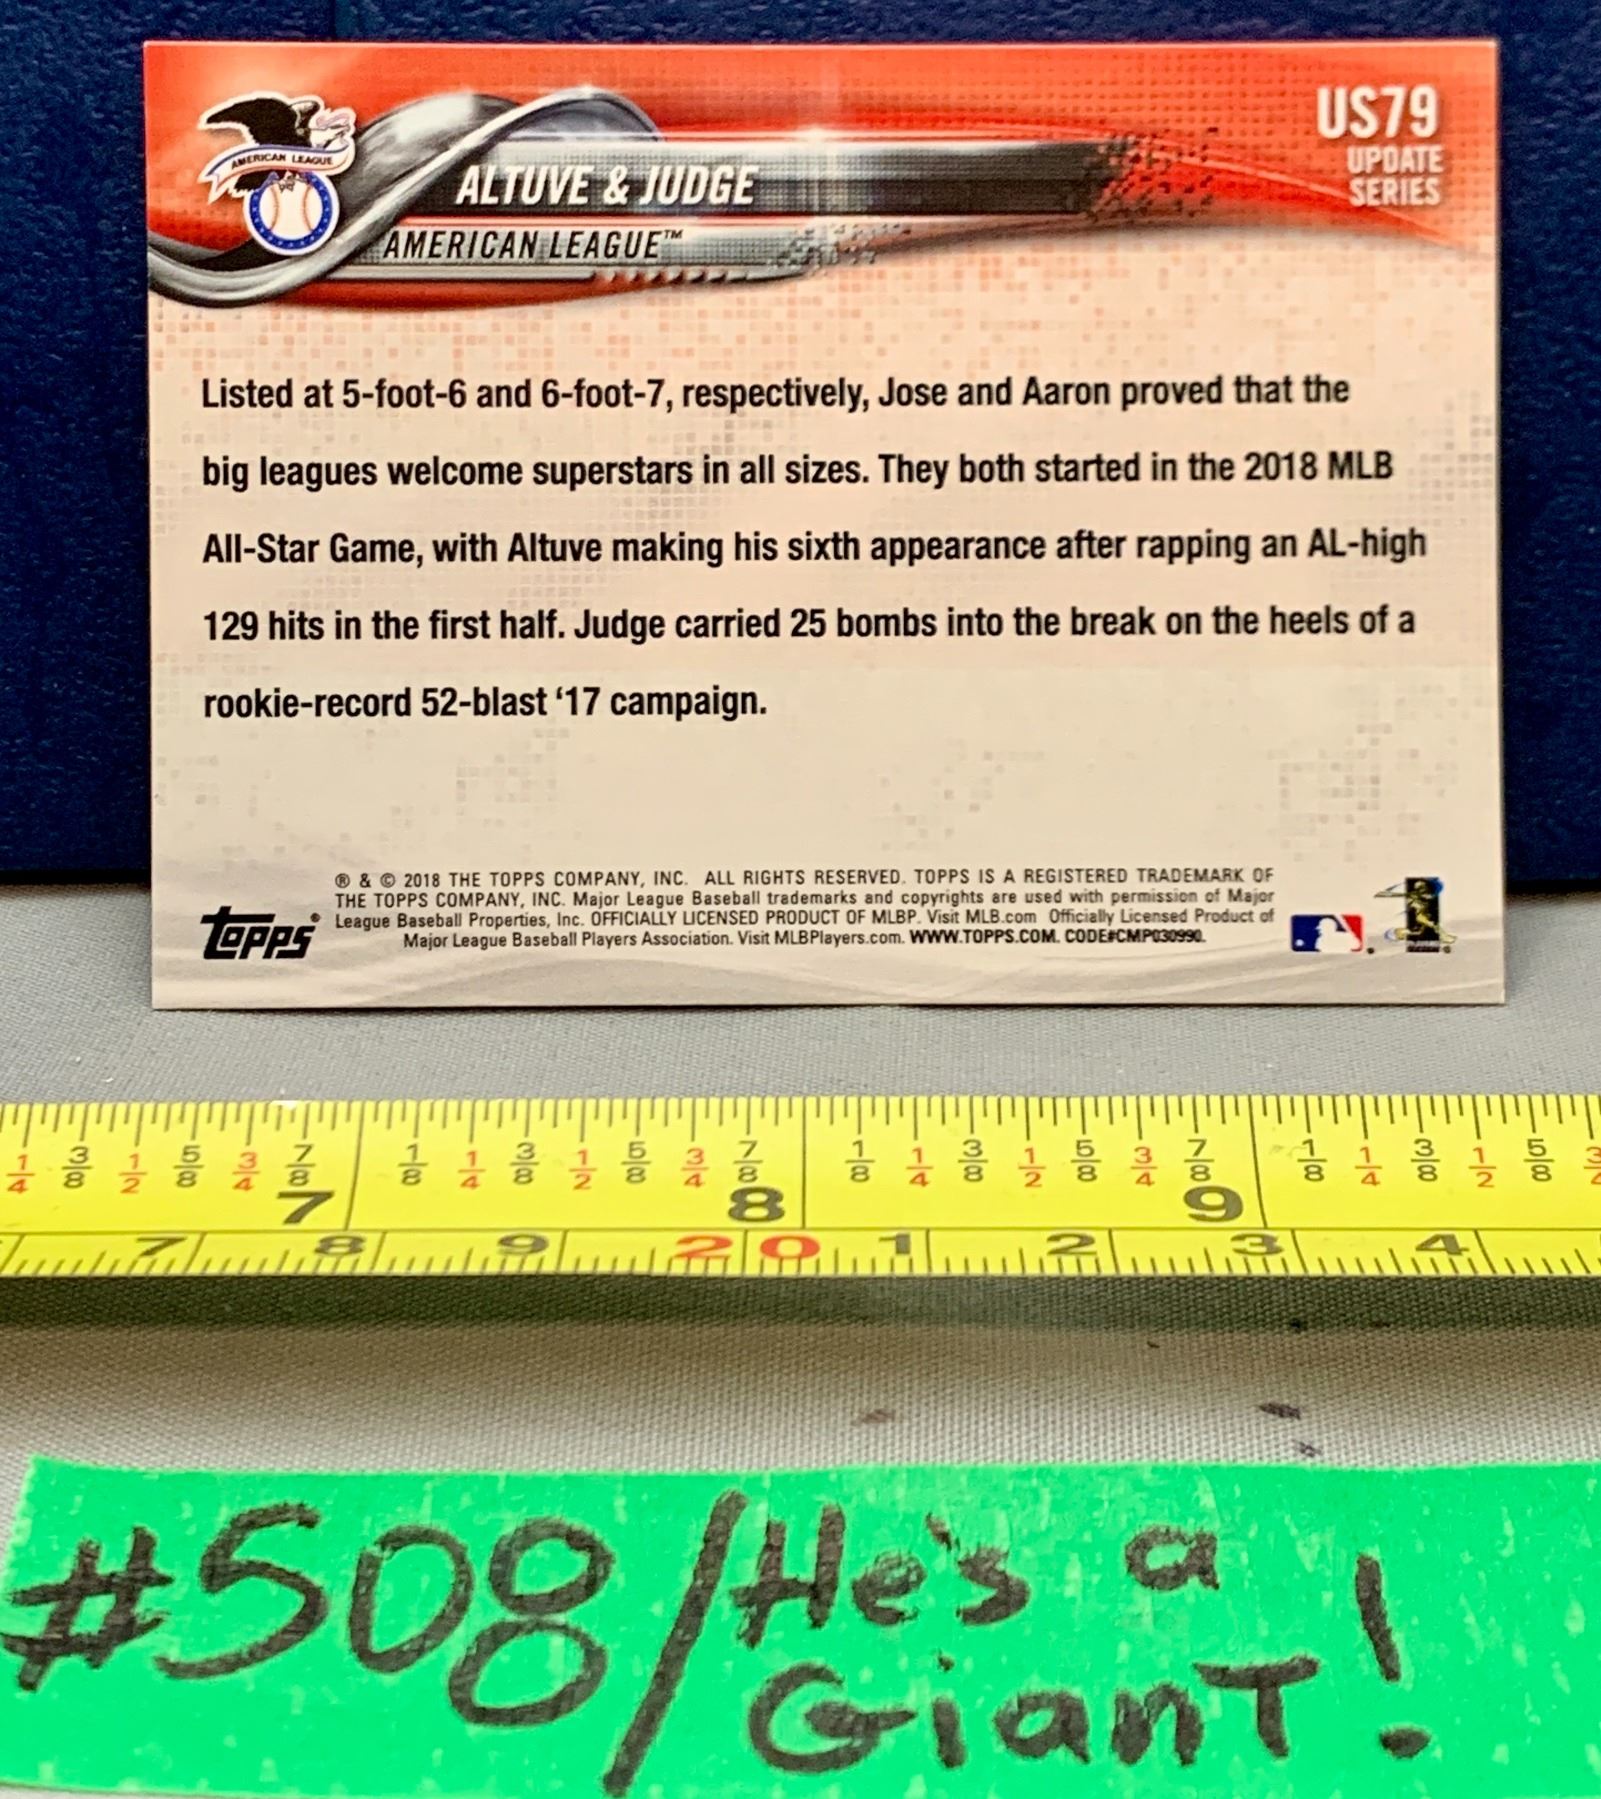 AMERICAN LEAGUE
ALTUVE & JUDGE
AMERICAN LEAGUE™
US79
UPDATE
SERIES
Listed at 5-foot-6 and 6-foot-7, respectively, Jose and Aaron proved that the
big leagues welcome superstars in all sizes. They both started in the 2018 MLB
All-Star Game, with Altuve making his sixth appearance after rapping an AL-high
129 hits in the first half. Judge carried 25 bombs into the break on the heels of a
rookie-record 52-blast ‘17 campaign.
® & © 2018 THE TOPPS COMPANY, INC. ALL RIGHTS RESERVED. TOPPS IS A REGISTERED TRADEMARK OF
THE TOPPS COMPANY, INC. Major League Baseball trademarks and copyrights are used with permission of Major
League Baseball Properties, Inc. OFFICIALLY LICENSED PRODUCT OF MLBP. Visit MLB.com Officially Licensed Product of
Major League Baseball Players Association. Visit MLBPlayers.com. WWW.TOPPS.COM. CODE#CMP030990.
Topps®
1/4 3/8 1/2 5/8 3/4 7/8 1/8 1/4 3/8 1/2 5/8 3/4 7/8 1/8 1/4 3/8 1/2 5/8 3/4 7/8 1/8 1/4 3/8 1/2 5/8 3/4
7 8 9
7 8 9 20 1 2 3 4
#508/He's a
Giant!